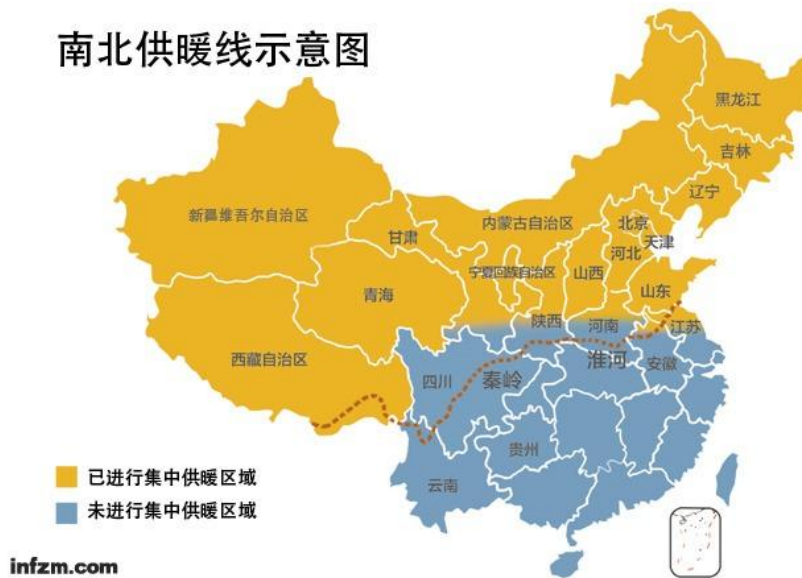 南北供暖线示意图
黑龙江
吉林
辽宁
新疆维吾尔自治区
内蒙古自治区
北京
甘肃
天津
河北
宁夏回族自治区
山西
青海
山东
陕西
河南
江苏
西藏自治区
淮河
安徽
四川
秦岭
贵州
云南
已进行集中供暖区域
未进行集中供暖区域
infzm.com